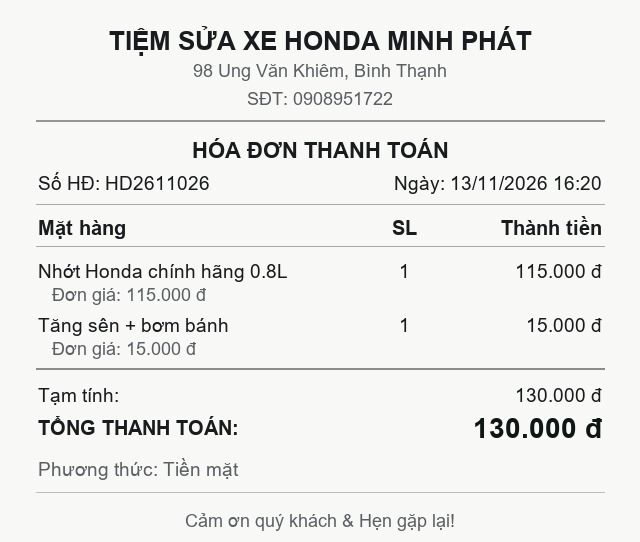 TIỆM SỬA XE HONDA MINH PHÁT
98 Ung Văn Khiêm, Bình Thạnh
SĐT: 0908951722
HÓA ĐƠN THANH TOÁN
Số HĐ: HD2611026 Ngày: 13/11/2026 16:20
Mặt hàng SL Thành tiền
Nhớt Honda chính hãng 0.8L 1 115.000 đ
Đơn giá: 115.000 đ
Tăng sên + bơm bánh 1 15.000 đ
Đơn giá: 15.000 đ
Tạm tính: 130.000 đ
TỔNG THANH TOÁN: 130.000 đ
Phương thức: Tiền mặt
Cảm ơn quý khách & Hẹn gặp lại!